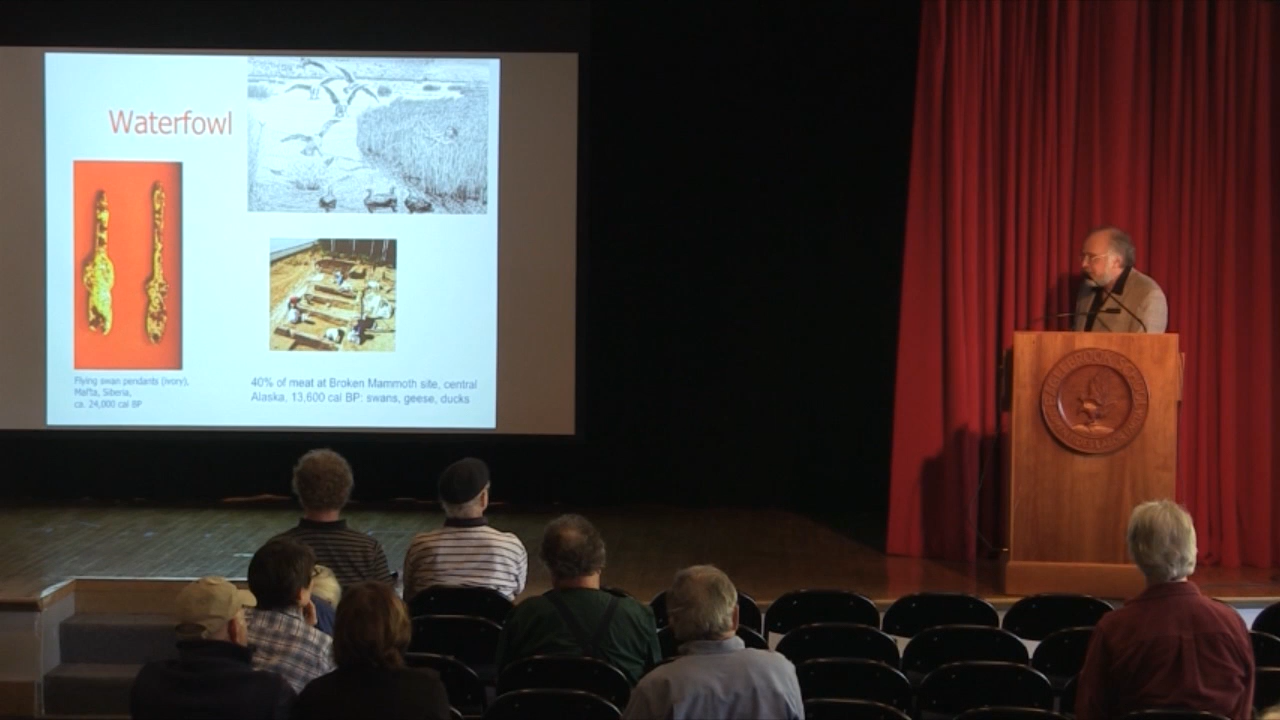 Waterfowl
Flying swan pendants (ivory),
Mal'ta, Siberia,
ca. 24,000 cal BP
40% of meat at Broken Mammoth site, central
Alaska, 13,600 cal BP: swans, geese, ducks